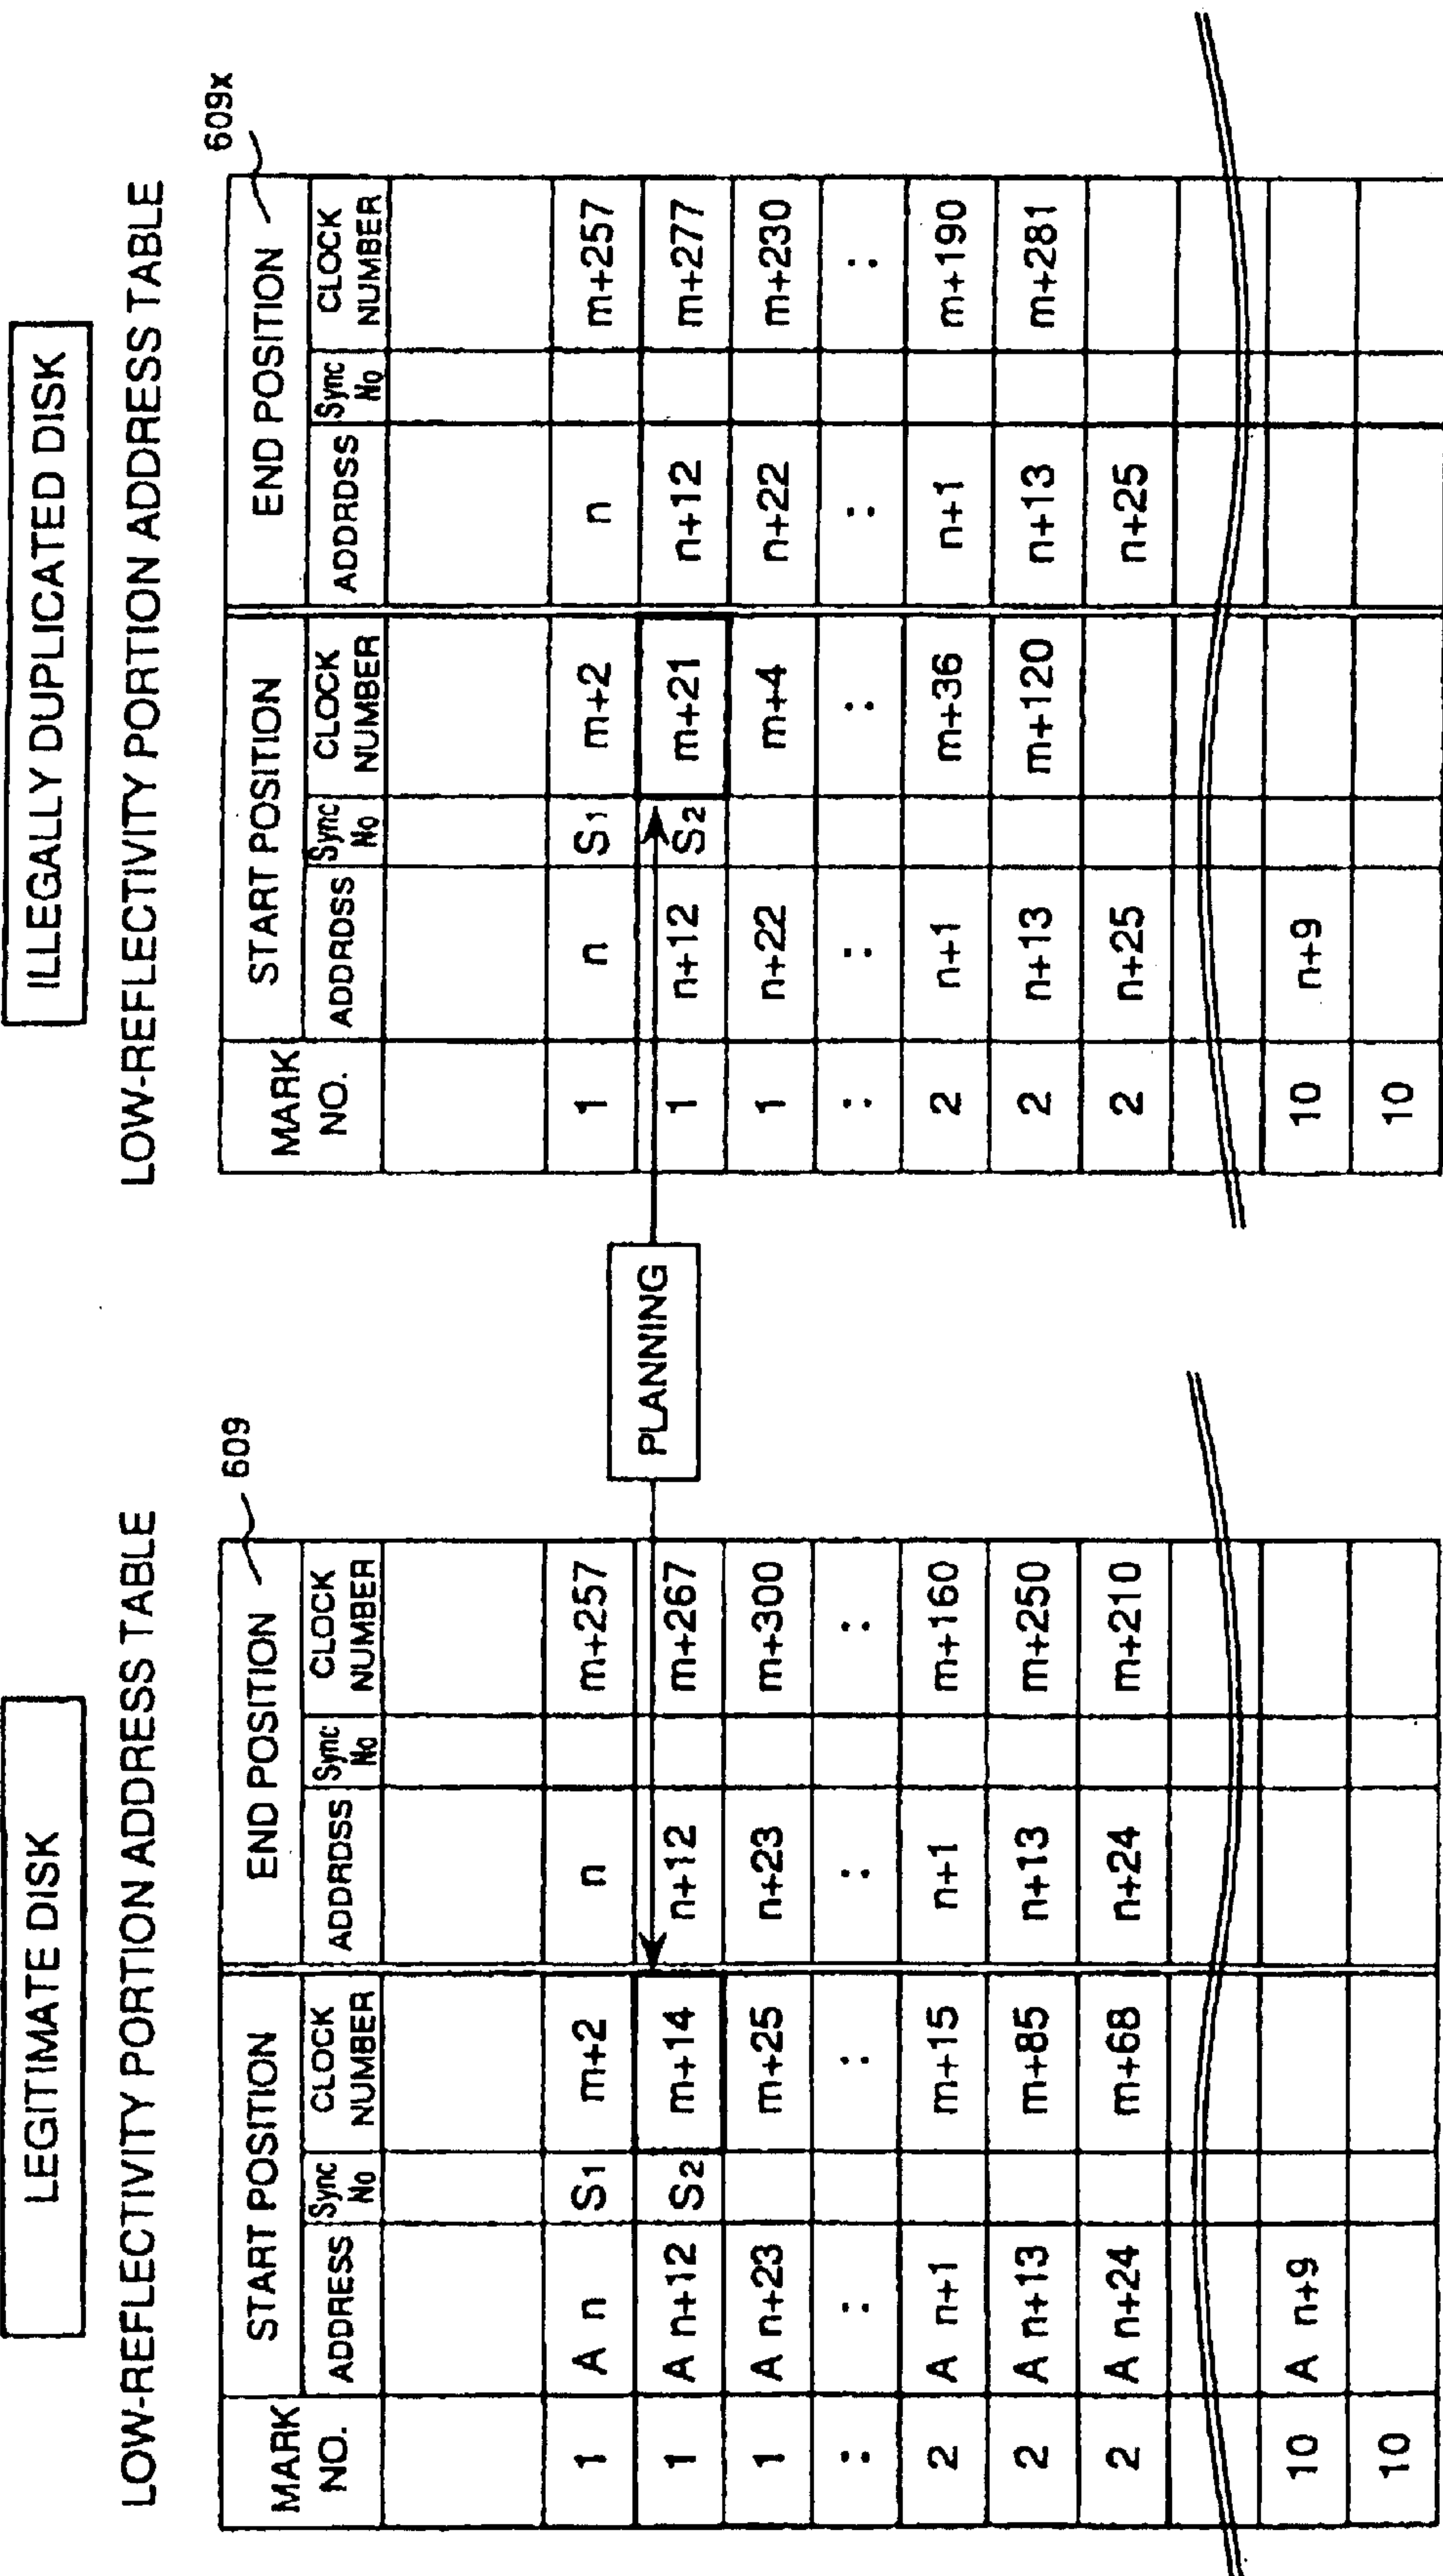 LEGITIMATE DISK
LOW-REFLECTIVITY PORTION ADDRESS TABLE
609
MARK NO. START POSITION END POSITION
ADDRESS Sync No CLOCK NUMBER ADDRDSS Sync No CLOCK NUMBER
1 A n S1 m+2 n m+257
1 A n+12 S2 m+14 n+12 m+267
1 A n+23 m+25 n+23 m+300
: : : : :
2 A n+1 m+15 n+1 m+160
2 A n+13 m+85 n+13 m+250
2 A n+24 m+68 n+24 m+210
10 A n+9
10
PLANNING
ILLEGALLY DUPLICATED DISK
LOW-REFLECTIVITY PORTION ADDRESS TABLE
609x
MARK NO. START POSITION END POSITION
ADDRDSS Sync No CLOCK NUMBER ADDRDSS Sync No CLOCK NUMBER
1 n S1 m+2 n m+257
1 n+12 S2 m+21 n+12 m+277
1 n+22 m+4 n+22 m+230
: : : : :
2 n+1 m+36 n+1 m+190
2 n+13 m+120 n+13 m+281
2 n+25 n+25
10 n+9
10